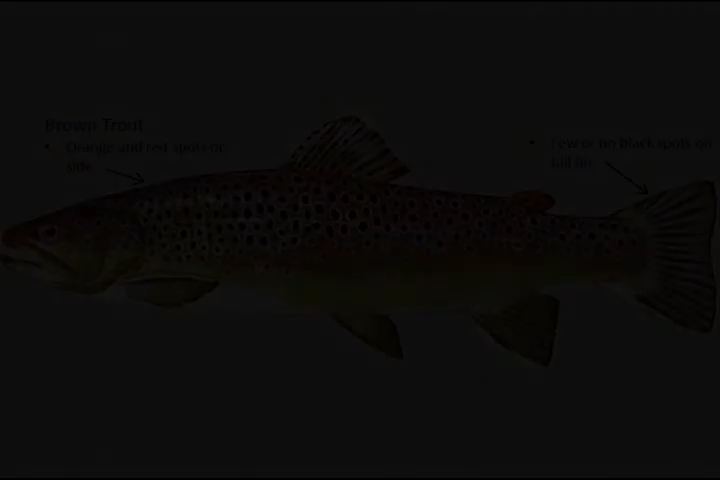 Brown Trout
• Orange and red spots on
side
• Few or no black spots on
tail fin